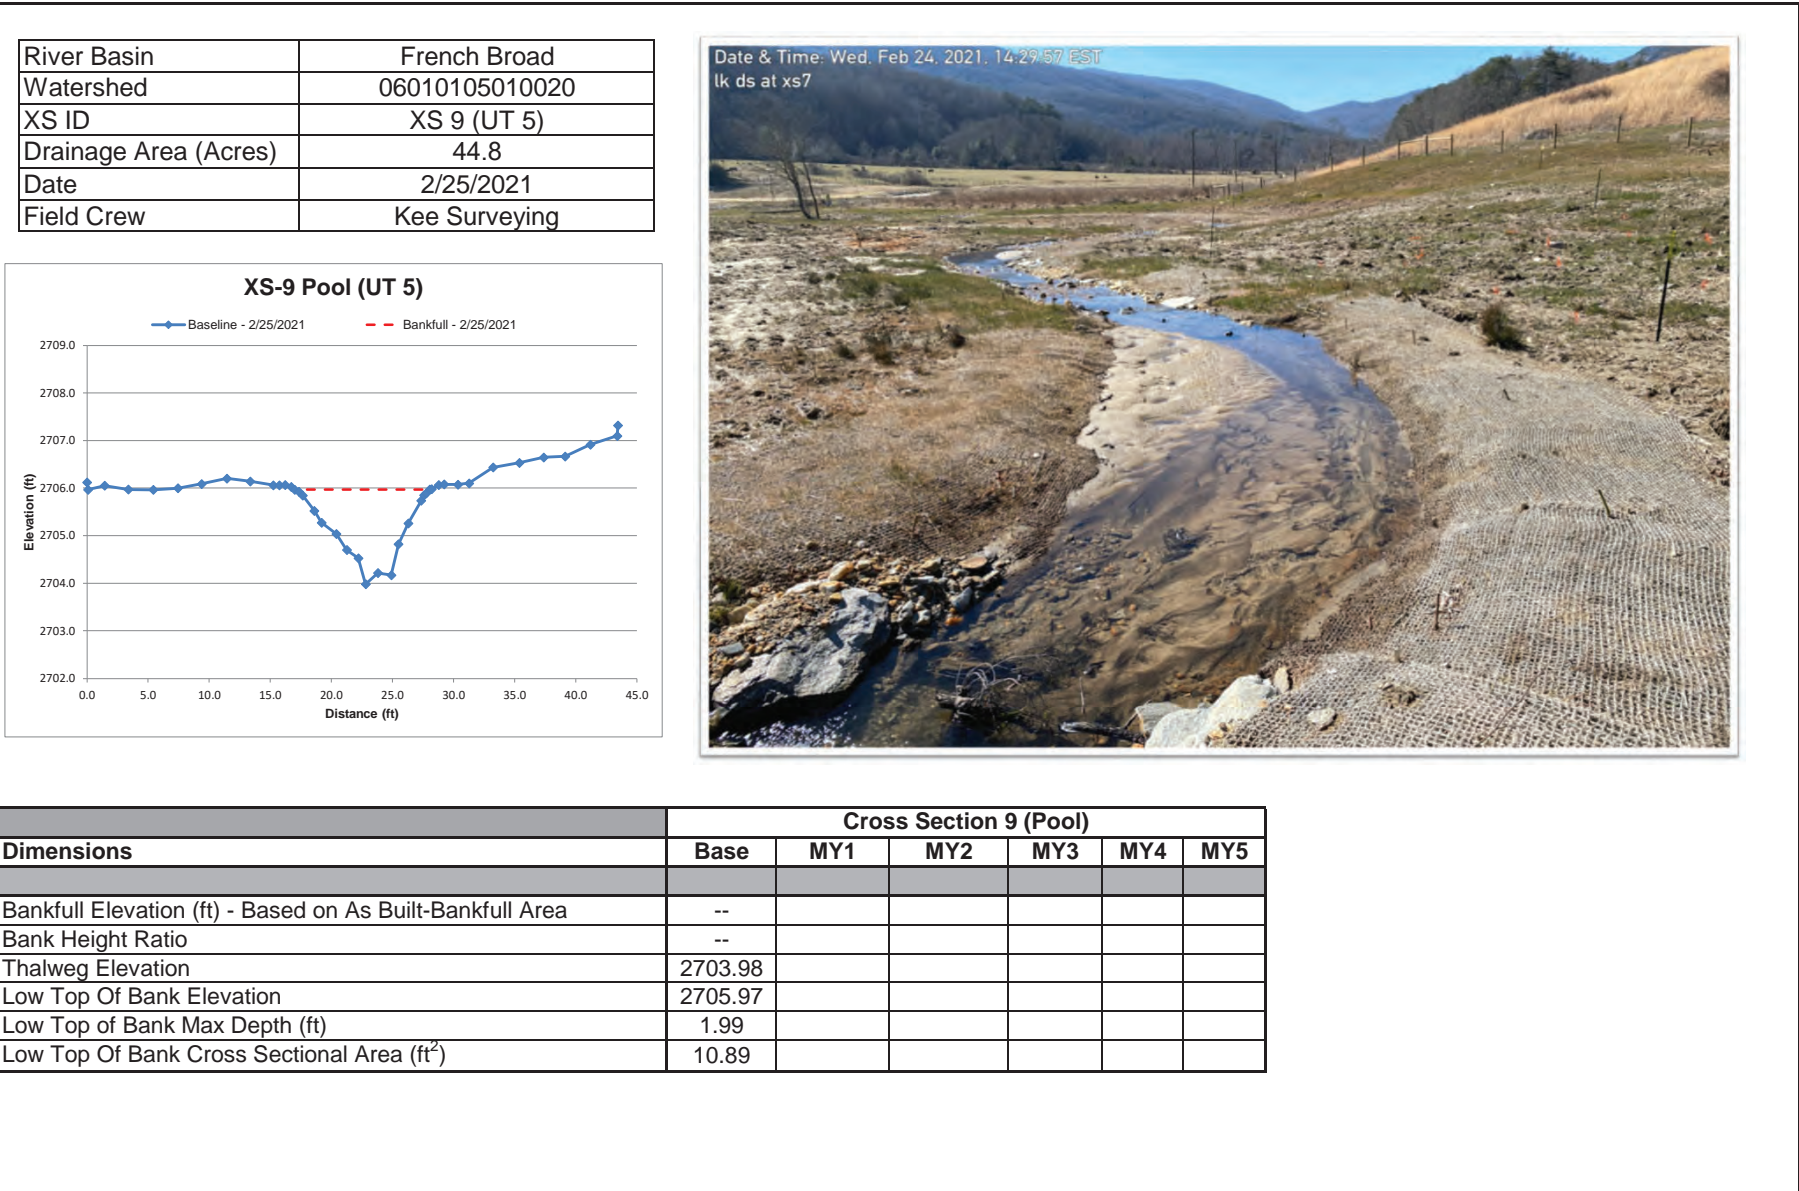 River Basin French Broad
Watershed 06010105010020
XS ID XS 9 (UT 5)
Drainage Area (Acres) 44.8
Date 2/25/2021
Field Crew Kee Surveying
Date & Time: Wed, Feb 24, 2021, 14:29:57 EST
lk ds at xs7
XS-9 Pool (UT 5)
Baseline - 2/25/2021 Bankfull - 2/25/2021
2709.0
2708.0
2707.0
2706.0
2705.0
2704.0
2703.0
2702.0
Elevation (ft)
0.0 5.0 10.0 15.0 20.0 25.0 30.0 35.0 40.0 45.0
Distance (ft)
Cross Section 9 (Pool)
Dimensions Base MY1 MY2 MY3 MY4 MY5
Bankfull Elevation (ft) - Based on As Built-Bankfull Area --
Bank Height Ratio --
Thalweg Elevation 2703.98
Low Top Of Bank Elevation 2705.97
Low Top of Bank Max Depth (ft) 1.99
Low Top Of Bank Cross Sectional Area (ft²) 10.89